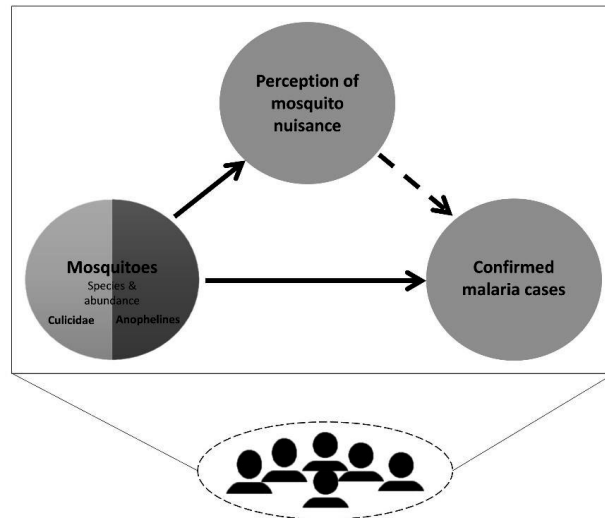 Perception of
mosquito
nuisance
Mosquitoes
Species &
abundance
Culicidae Anophelines
Confirmed
malaria cases